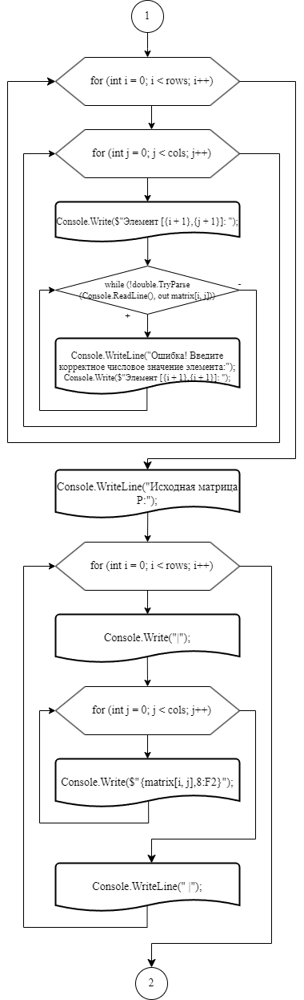 1
for (int i = 0; i < rows; i++)
for (int j = 0; j < cols; j++)
Console.Write($"Элемент [{i + 1},{j + 1}]: ");
while (!double.TryParse
(Console.ReadLine(), out matrix[i, j]))
-
+
Console.WriteLine("Ошибка! Введите
корректное числовое значение элемента:");
Console.Write($"Элемент [{i + 1},{j + 1}]: ");
Console.WriteLine("Исходная матрица
P:");
for (int i = 0; i < rows; i++)
Console.Write("|");
for (int j = 0; j < cols; j++)
Console.Write($"{matrix[i, j],8:F2}");
Console.WriteLine(" |");
2